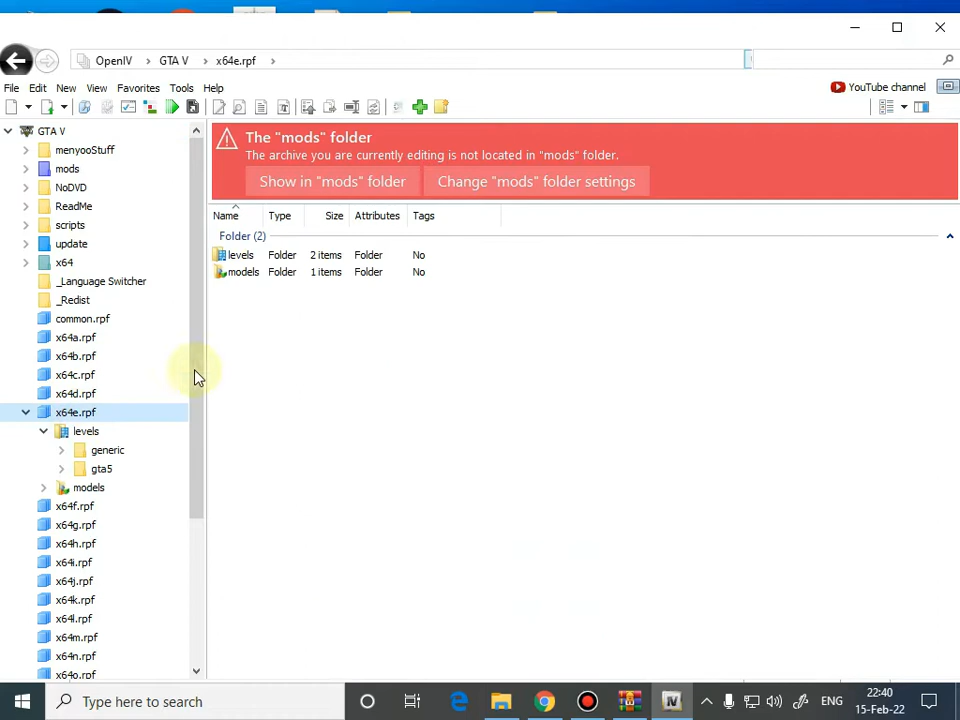 OpenIV GTA V x64e.rpf
File Edit New View Favorites Tools Help
YouTube channel
GTA V
menyooStuff
mods
NoDVD
ReadMe
scripts
update
x64
_Language Switcher
_Redist
common.rpf
x64a.rpf
x64b.rpf
x64c.rpf
x64d.rpf
x64e.rpf
levels
generic
gta5
models
x64f.rpf
x64g.rpf
x64h.rpf
x64i.rpf
x64j.rpf
x64k.rpf
x64l.rpf
x64m.rpf
x64n.rpf
x64o.rpf
The "mods" folder
The archive you are currently editing is not located in "mods" folder.
Show in "mods" folder Change "mods" folder settings
Name Type Size Attributes Tags
Folder (2)
levels Folder 2 items Folder No
models Folder 1 items Folder No
Type here to search
ENG
22:40
15-Feb-22